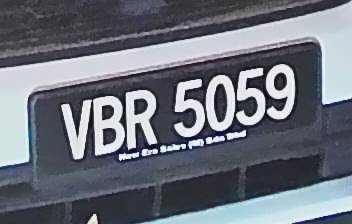 VBR 5059
New Era Sales (M) Sdn Bhd